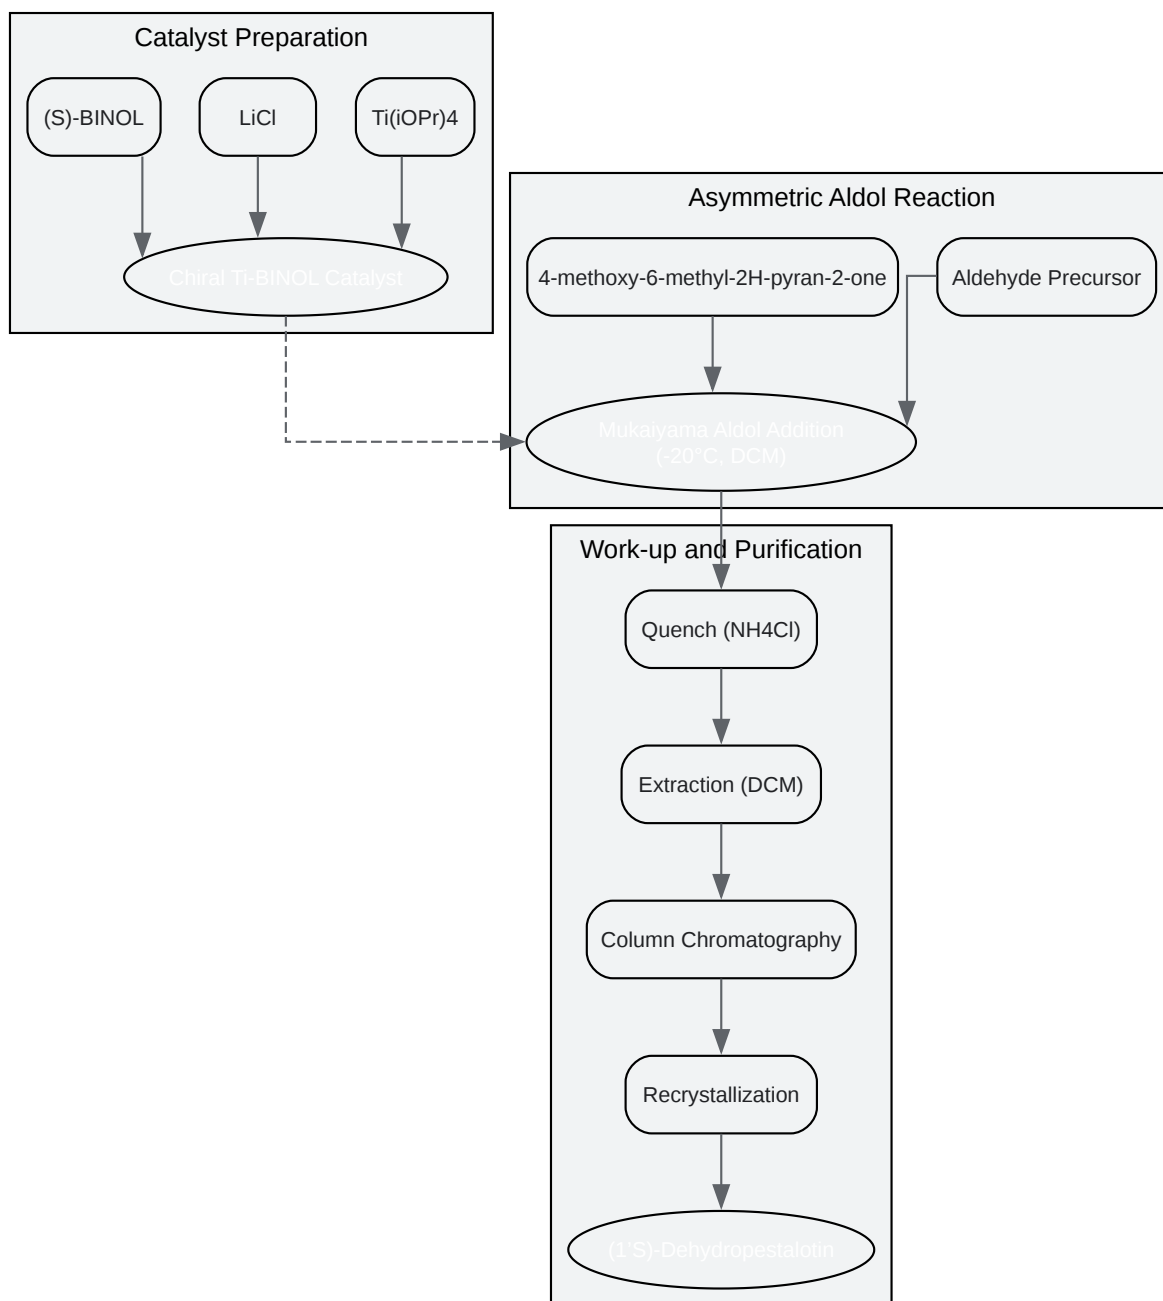 Catalyst Preparation
(S)-BINOL
LiCl
Ti(iOPr)4
Chiral Ti-BINOL Catalyst
Asymmetric Aldol Reaction
4-methoxy-6-methyl-2H-pyran-2-one
Aldehyde Precursor
Mukaiyama Aldol Addition
(-20°C, DCM)
Work-up and Purification
Quench (NH4Cl)
Extraction (DCM)
Column Chromatography
Recrystallization
(1'S)-Dehydropestalotin